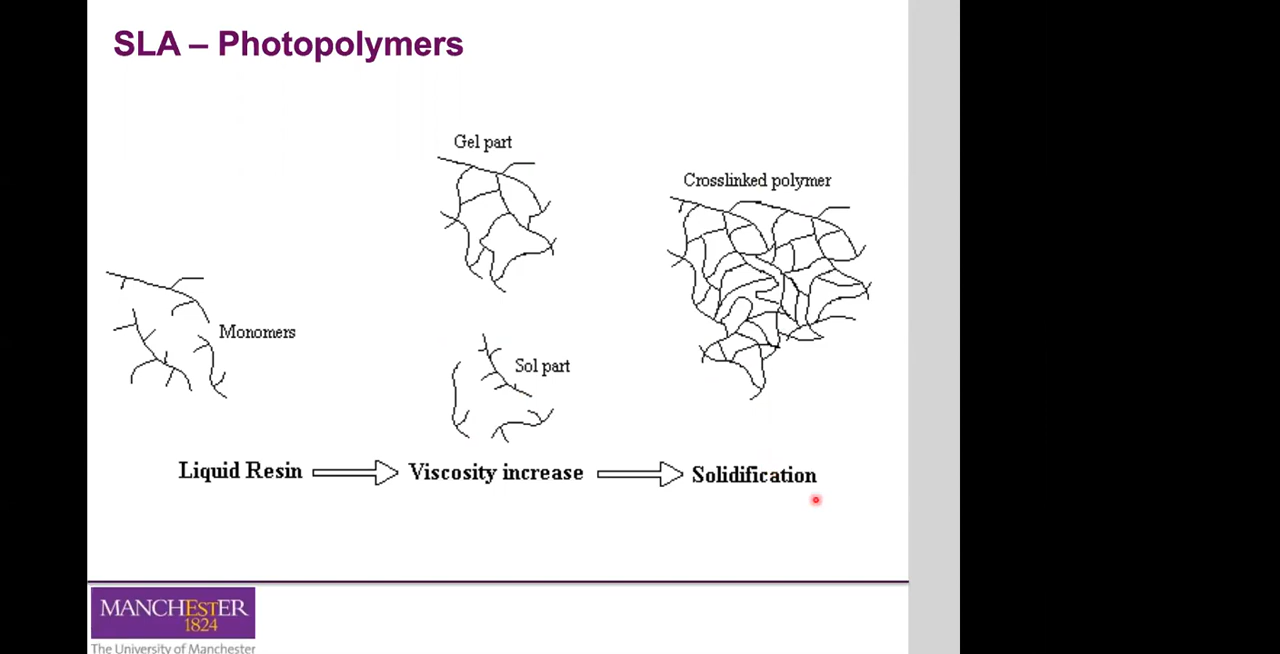 SLA – Photopolymers
Gel part
Crosslinked polymer
Monomers
Sol part
Liquid Resin
Viscosity increase
Solidification
MANCHESTER
1824
The University of Manchester